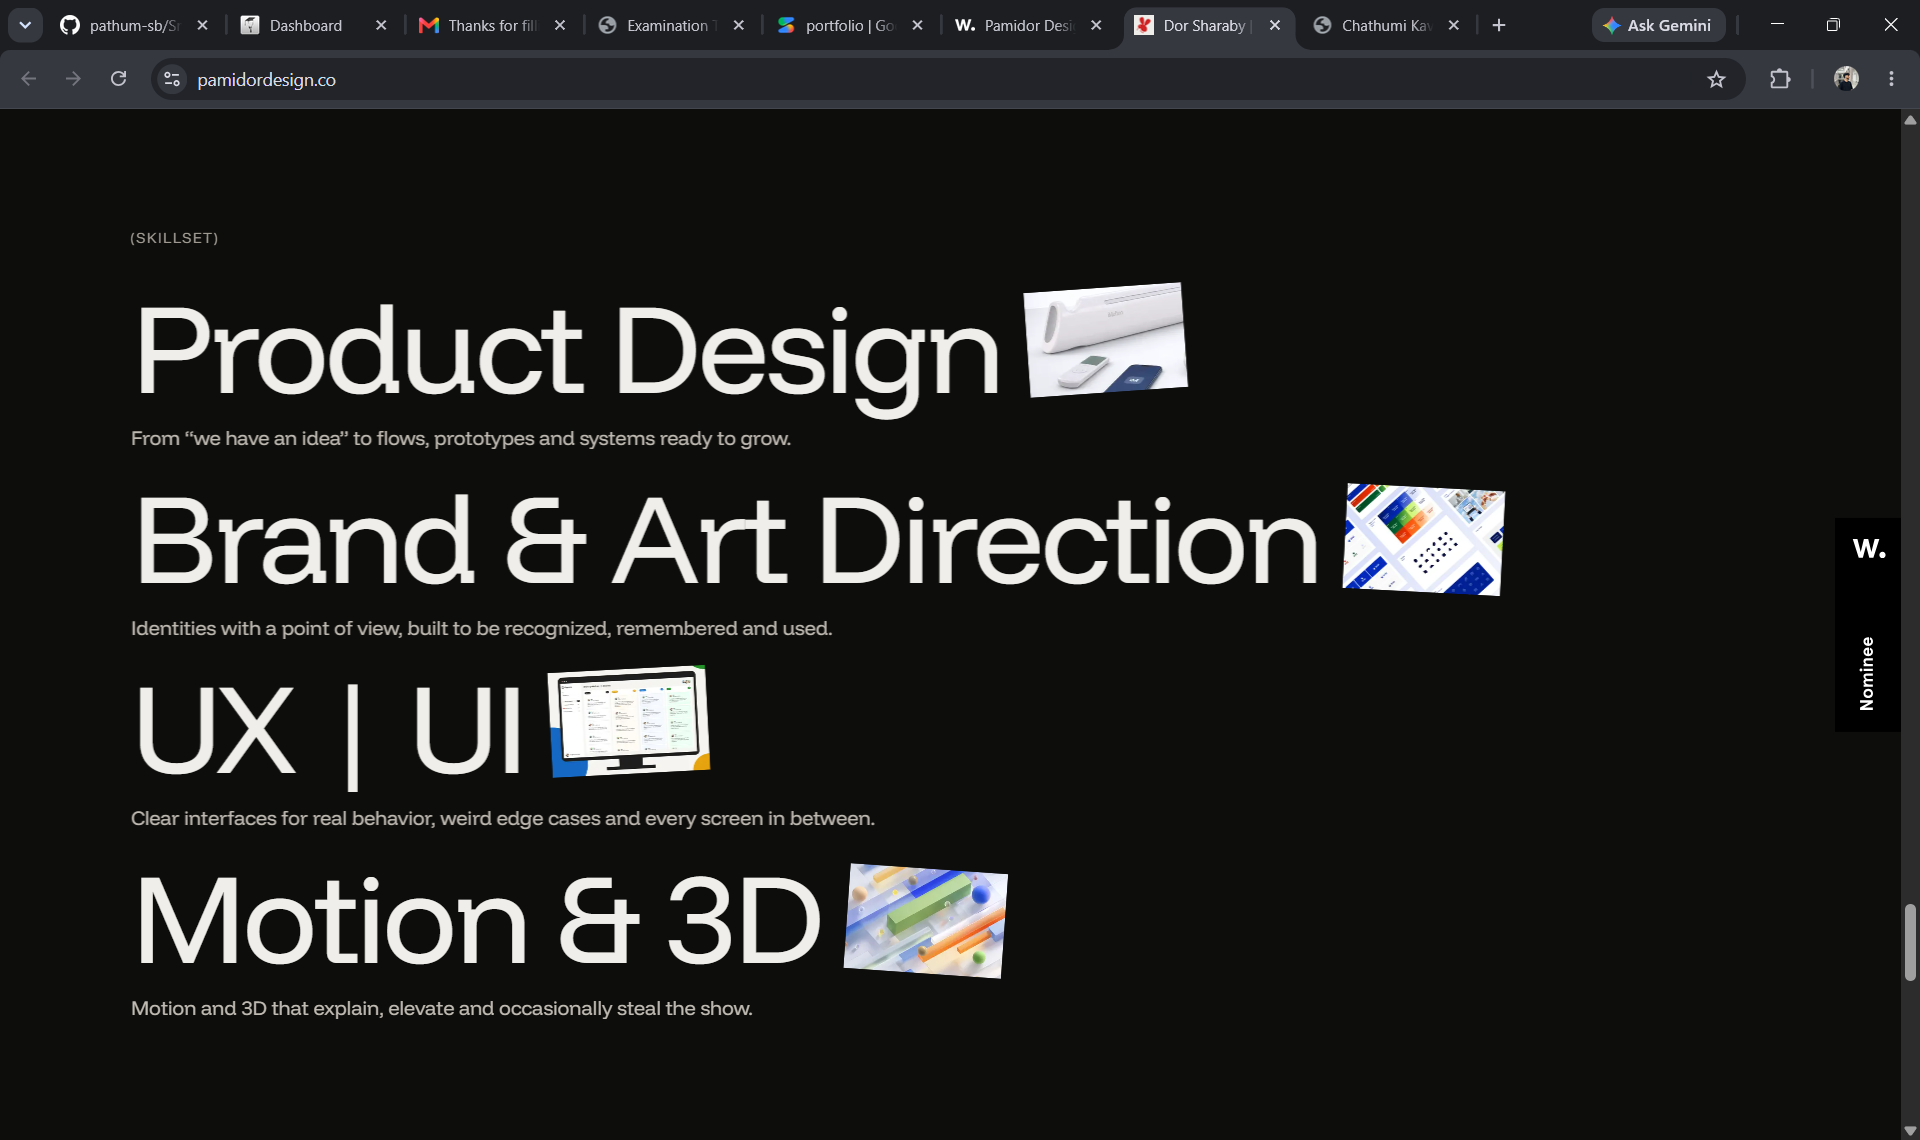 pathum-sb/Sr
Dashboard
Thanks for fill
Examination T
portfolio | Go
W. Pamidor Desi
Dor Sharaby |
Chathumi Kav
Ask Gemini
pamidordesign.co
(SKILLSET)
Product Design
From “we have an idea” to flows, prototypes and systems ready to grow.
Brand & Art Direction
Identities with a point of view, built to be recognized, remembered and used.
W.
Nominee
UX | UI
Clear interfaces for real behavior, weird edge cases and every screen in between.
Motion & 3D
Motion and 3D that explain, elevate and occasionally steal the show.